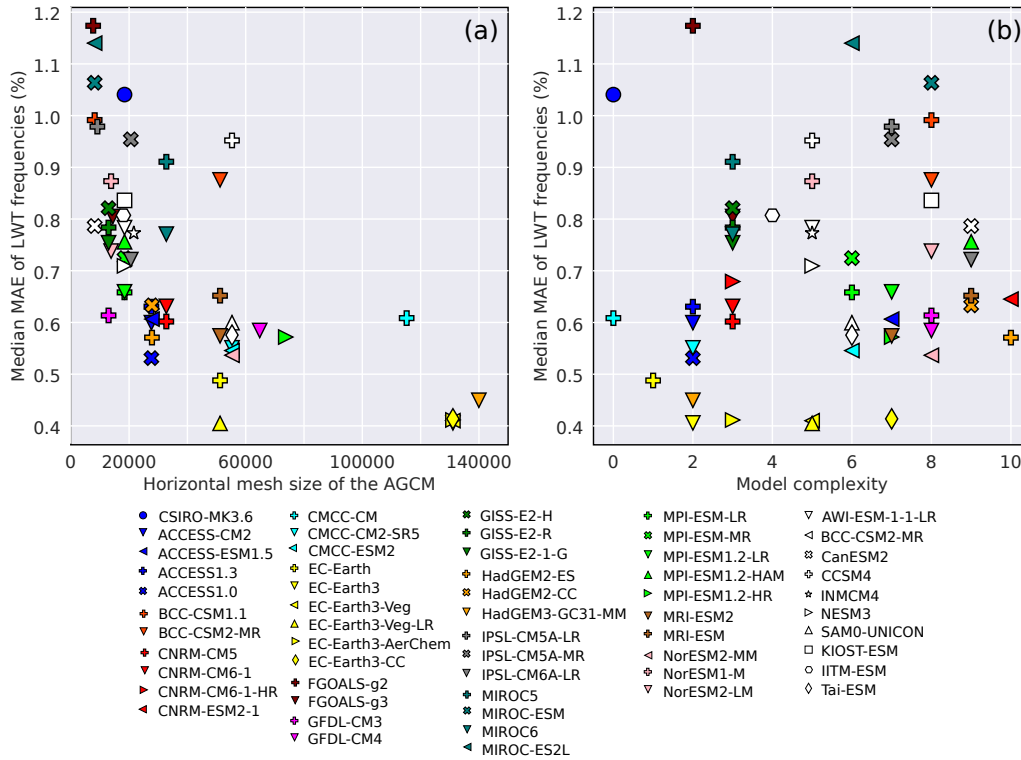 (a)
(b)
Median MAE of LWT frequencies (%)
1.2
1.1
1.0
0.9
0.8
0.7
0.6
0.5
0.4
0 20000 60000 100000 140000
Horizontal mesh size of the AGCM
Median MAE of LWT frequencies (%)
1.2
1.1
1.0
0.9
0.8
0.7
0.6
0.5
0.4
0 2 4 6 8 10
Model complexity
CSIRO-MK3.6
ACCESS-CM2
ACCESS-ESM1.5
ACCESS1.3
ACCESS1.0
BCC-CSM1.1
BCC-CSM2-MR
CNRM-CM5
CNRM-CM6-1
CNRM-CM6-1-HR
CNRM-ESM2-1
CMCC-CM
CMCC-CM2-SR5
CMCC-ESM2
EC-Earth
EC-Earth3
EC-Earth3-Veg
EC-Earth3-Veg-LR
EC-Earth3-AerChem
EC-Earth3-CC
FGOALS-g2
FGOALS-g3
GFDL-CM3
GFDL-CM4
GISS-E2-H
GISS-E2-R
GISS-E2-1-G
HadGEM2-ES
HadGEM2-CC
HadGEM3-GC31-MM
IPSL-CM5A-LR
IPSL-CM5A-MR
IPSL-CM6A-LR
MIROC5
MIROC-ESM
MIROC6
MIROC-ES2L
MPI-ESM-LR
MPI-ESM-MR
MPI-ESM1.2-LR
MPI-ESM1.2-HAM
MPI-ESM1.2-HR
MRI-ESM2
MRI-ESM
NorESM2-MM
NorESM1-M
NorESM2-LM
AWI-ESM-1-1-LR
BCC-CSM2-MR
CanESM2
CCSM4
INMCM4
NESM3
SAM0-UNICON
KIOST-ESM
IITM-ESM
Tai-ESM